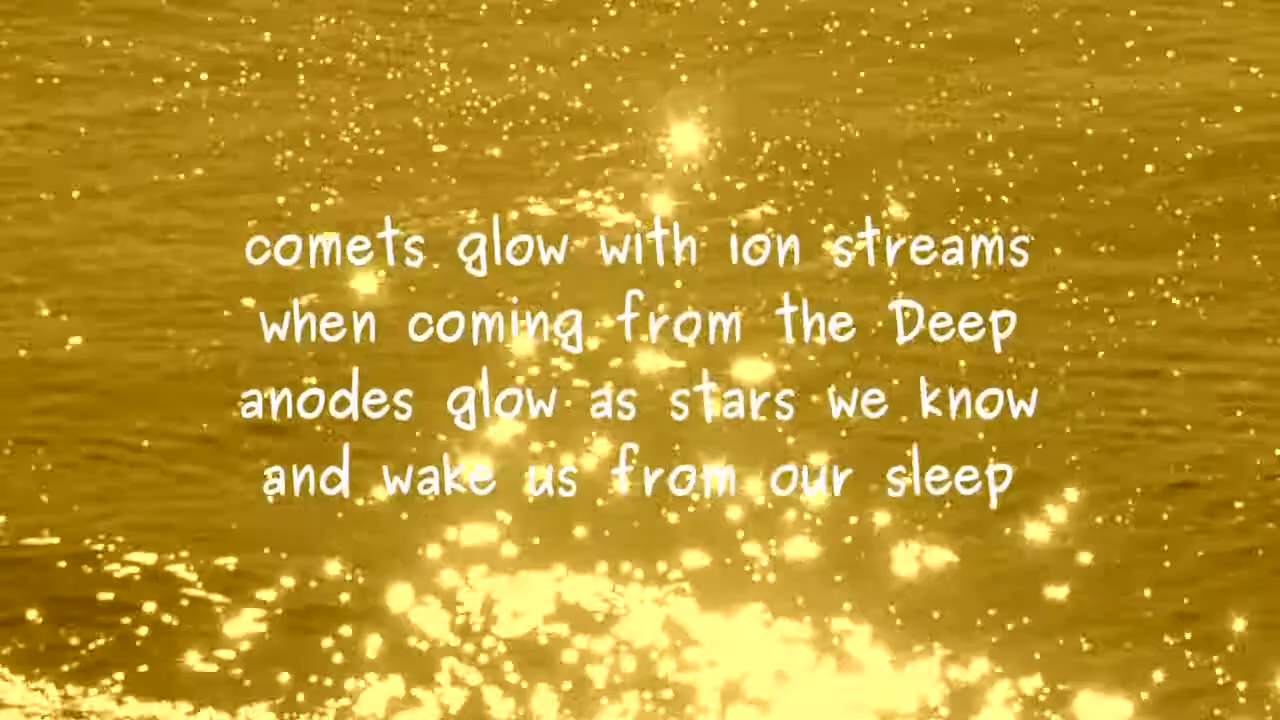 comets glow with ion streams
when coming from the Deep
anodes glow as stars we know
and wake us from our sleep